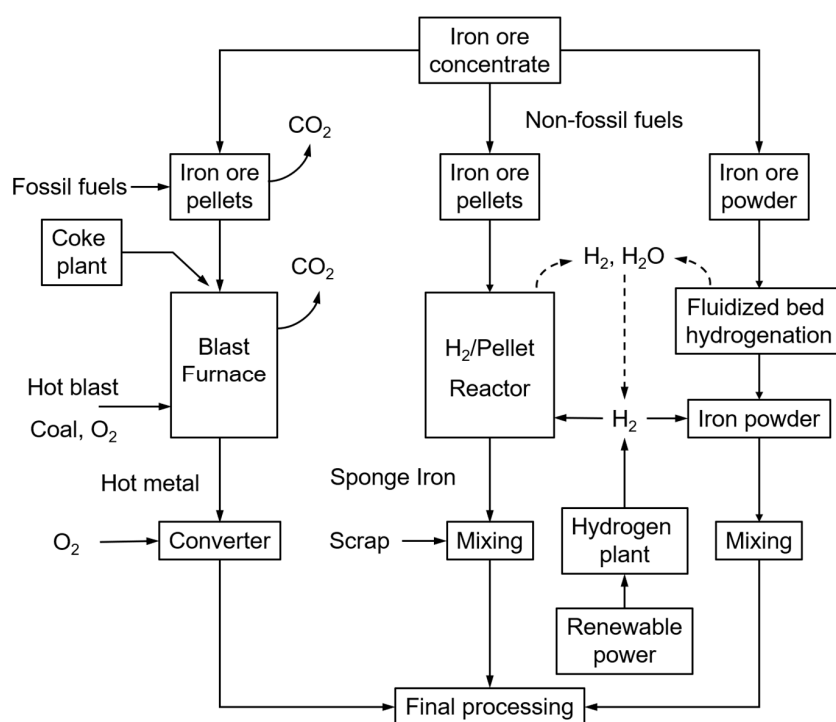 Iron ore
concentrate
CO₂
Non-fossil fuels
Fossil fuels
Iron ore
pellets
Iron ore
pellets
Iron ore
powder
Coke
plant
CO₂
H₂, H₂O
Blast
Furnace
H₂/Pellet
Reactor
Fluidized bed
hydrogenation
Hot blast
Coal, O₂
H₂
Iron powder
Hot metal
Sponge Iron
O₂
Converter
Scrap
Mixing
Hydrogen
plant
Mixing
Renewable
power
Final processing